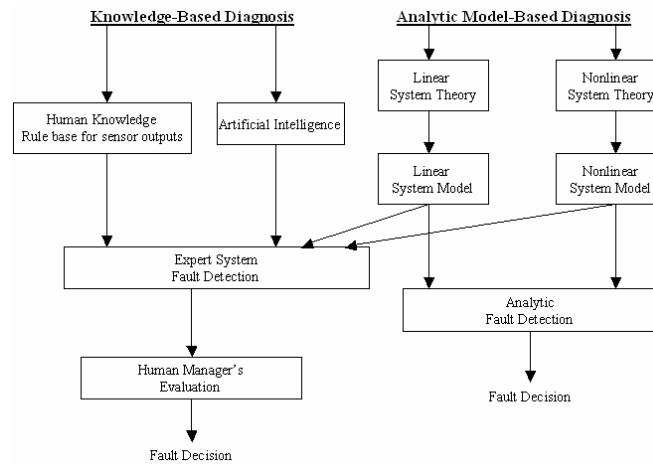 Knowledge-Based Diagnosis
Analytic Model-Based Diagnosis
Human Knowledge
Rule base for sensor outputs
Artificial Intelligence
Linear
System Theory
Nonlinear
System Theory
Linear
System Model
Nonlinear
System Model
Expert System
Fault Detection
Analytic
Fault Detection
Human Manager's
Evaluation
Fault Decision
Fault Decision